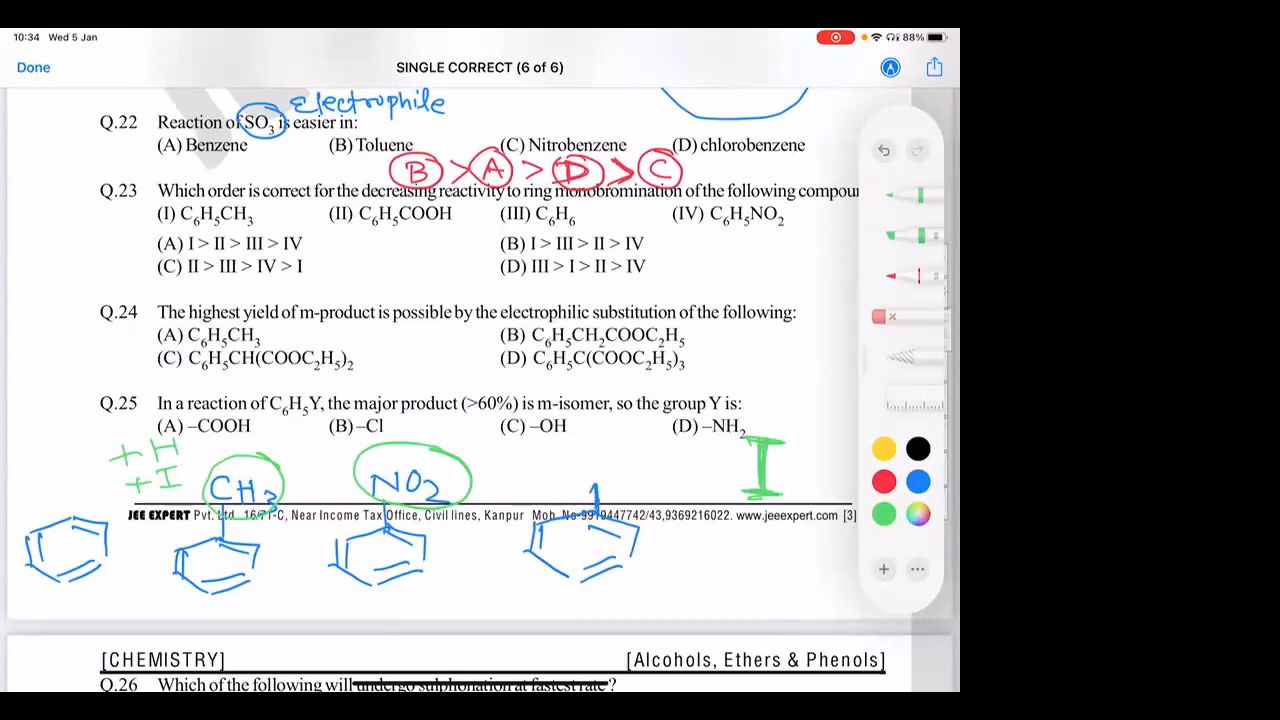 10:34 Wed 5 Jan
88%
Done
SINGLE CORRECT (6 of 6)
Electrophile
Q.22 Reaction of SO3 is easier in:
(A) Benzene (B) Toluene (C) Nitrobenzene (D) chlorobenzene
B > A > D > C
Q.23 Which order is correct for the decreasing reactivity to ring monobromination of the following compoun
(I) C6H5CH3 (II) C6H5COOH (III) C6H6 (IV) C6H5NO2
(A) I > II > III > IV (B) I > III > II > IV
(C) II > III > IV > I (D) III > I > II > IV
Q.24 The highest yield of m-product is possible by the electrophilic substitution of the following:
(A) C6H5CH3 (B) C6H5CH2COOC2H5
(C) C6H5CH(COOC2H5)2 (D) C6H5C(COOC2H5)3
Q.25 In a reaction of C6H5Y, the major product (>60%) is m-isomer, so the group Y is:
(A) –COOH (B) –Cl (C) –OH (D) –NH2
+H
+I
CH3
NO2
I
JEE EXPERT Pvt. Ltd. 16/71-C, Near Income Tax Office, Civil lines, Kanpur Mob. No-9919447742/43,9369216022. www.jeeexpert.com [3]
[CHEMISTRY] [Alcohols, Ethers & Phenols]
Q.26 Which of the following will undergo sulphonation at fastest rate ?